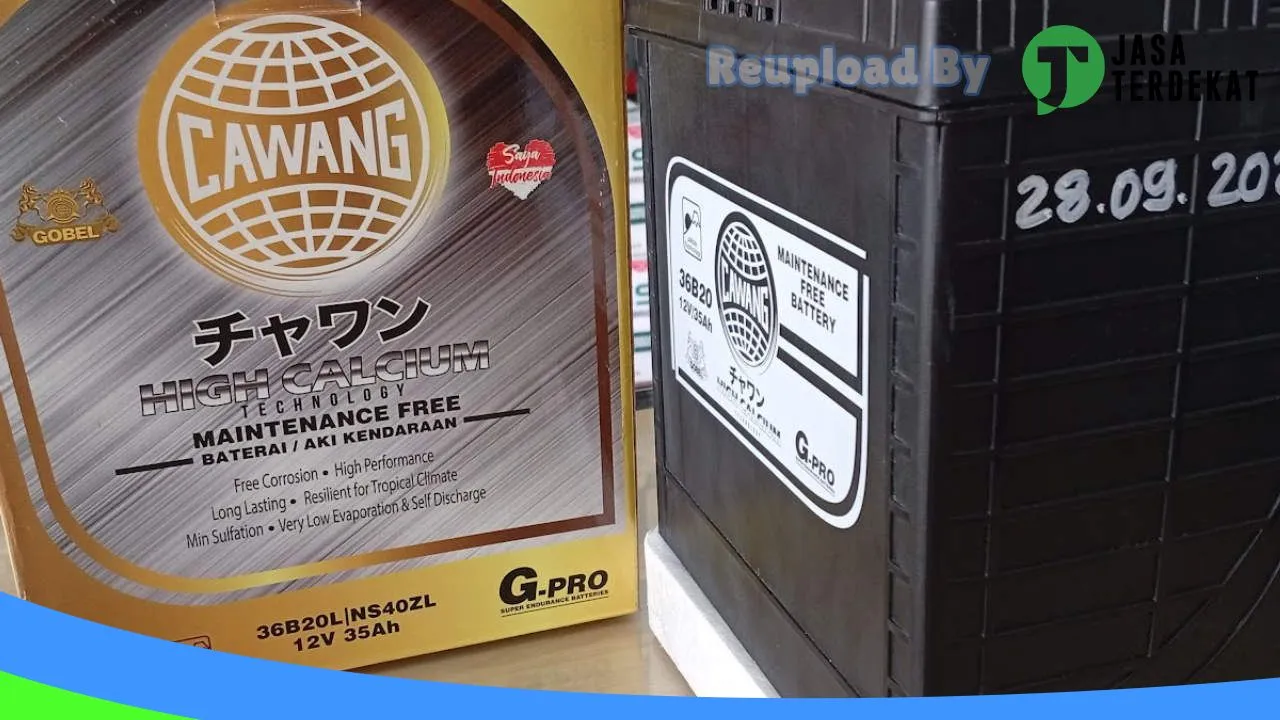 Reupload By
JASA
TERDEKAT
CAWANG
GOBEL
Saya
Indonesia
チャワン
HIGH CALCIUM
TECHNOLOGY
MAINTENANCE FREE
BATERAI / AKI KENDARAAN
Free Corrosion • High Performance
Long Lasting • Resilient for Tropical Climate
Min Sulfation • Very Low Evaporation & Self Discharge
36B20L|NS40ZL
12V 35Ah
G-PRO
SUPER ENDURANCE BATTERIES
28.09.
36B20
12V|35Ah
CAWANG
MAINTENANCE
FREE
BATTERY
GOBEL
チャワン
HIGH CALCIUM
G-PRO